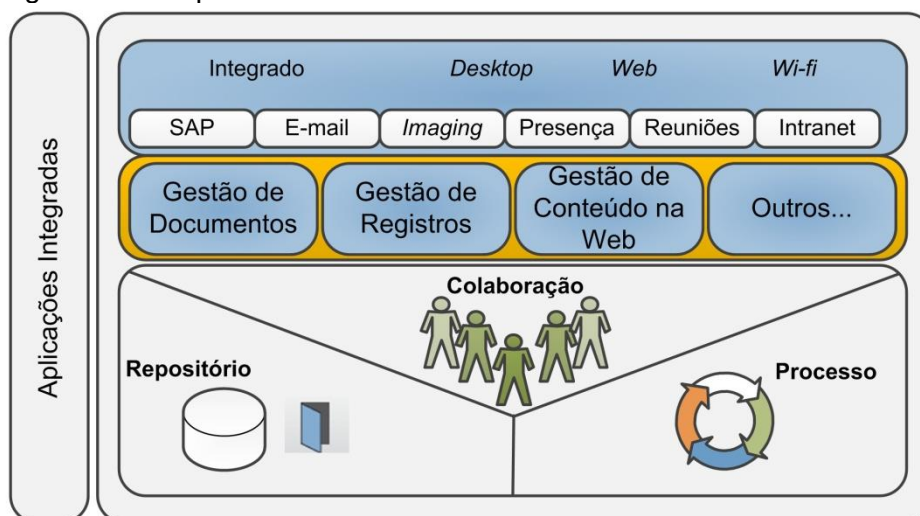 Aplicações Integradas
Integrado Desktop Web Wi-fi
SAP E-mail Imaging Presença Reuniões Intranet
Gestão de
Documentos
Gestão de
Registros
Gestão de
Conteúdo na
Web
Outros...
Colaboração
Repositório
Processo